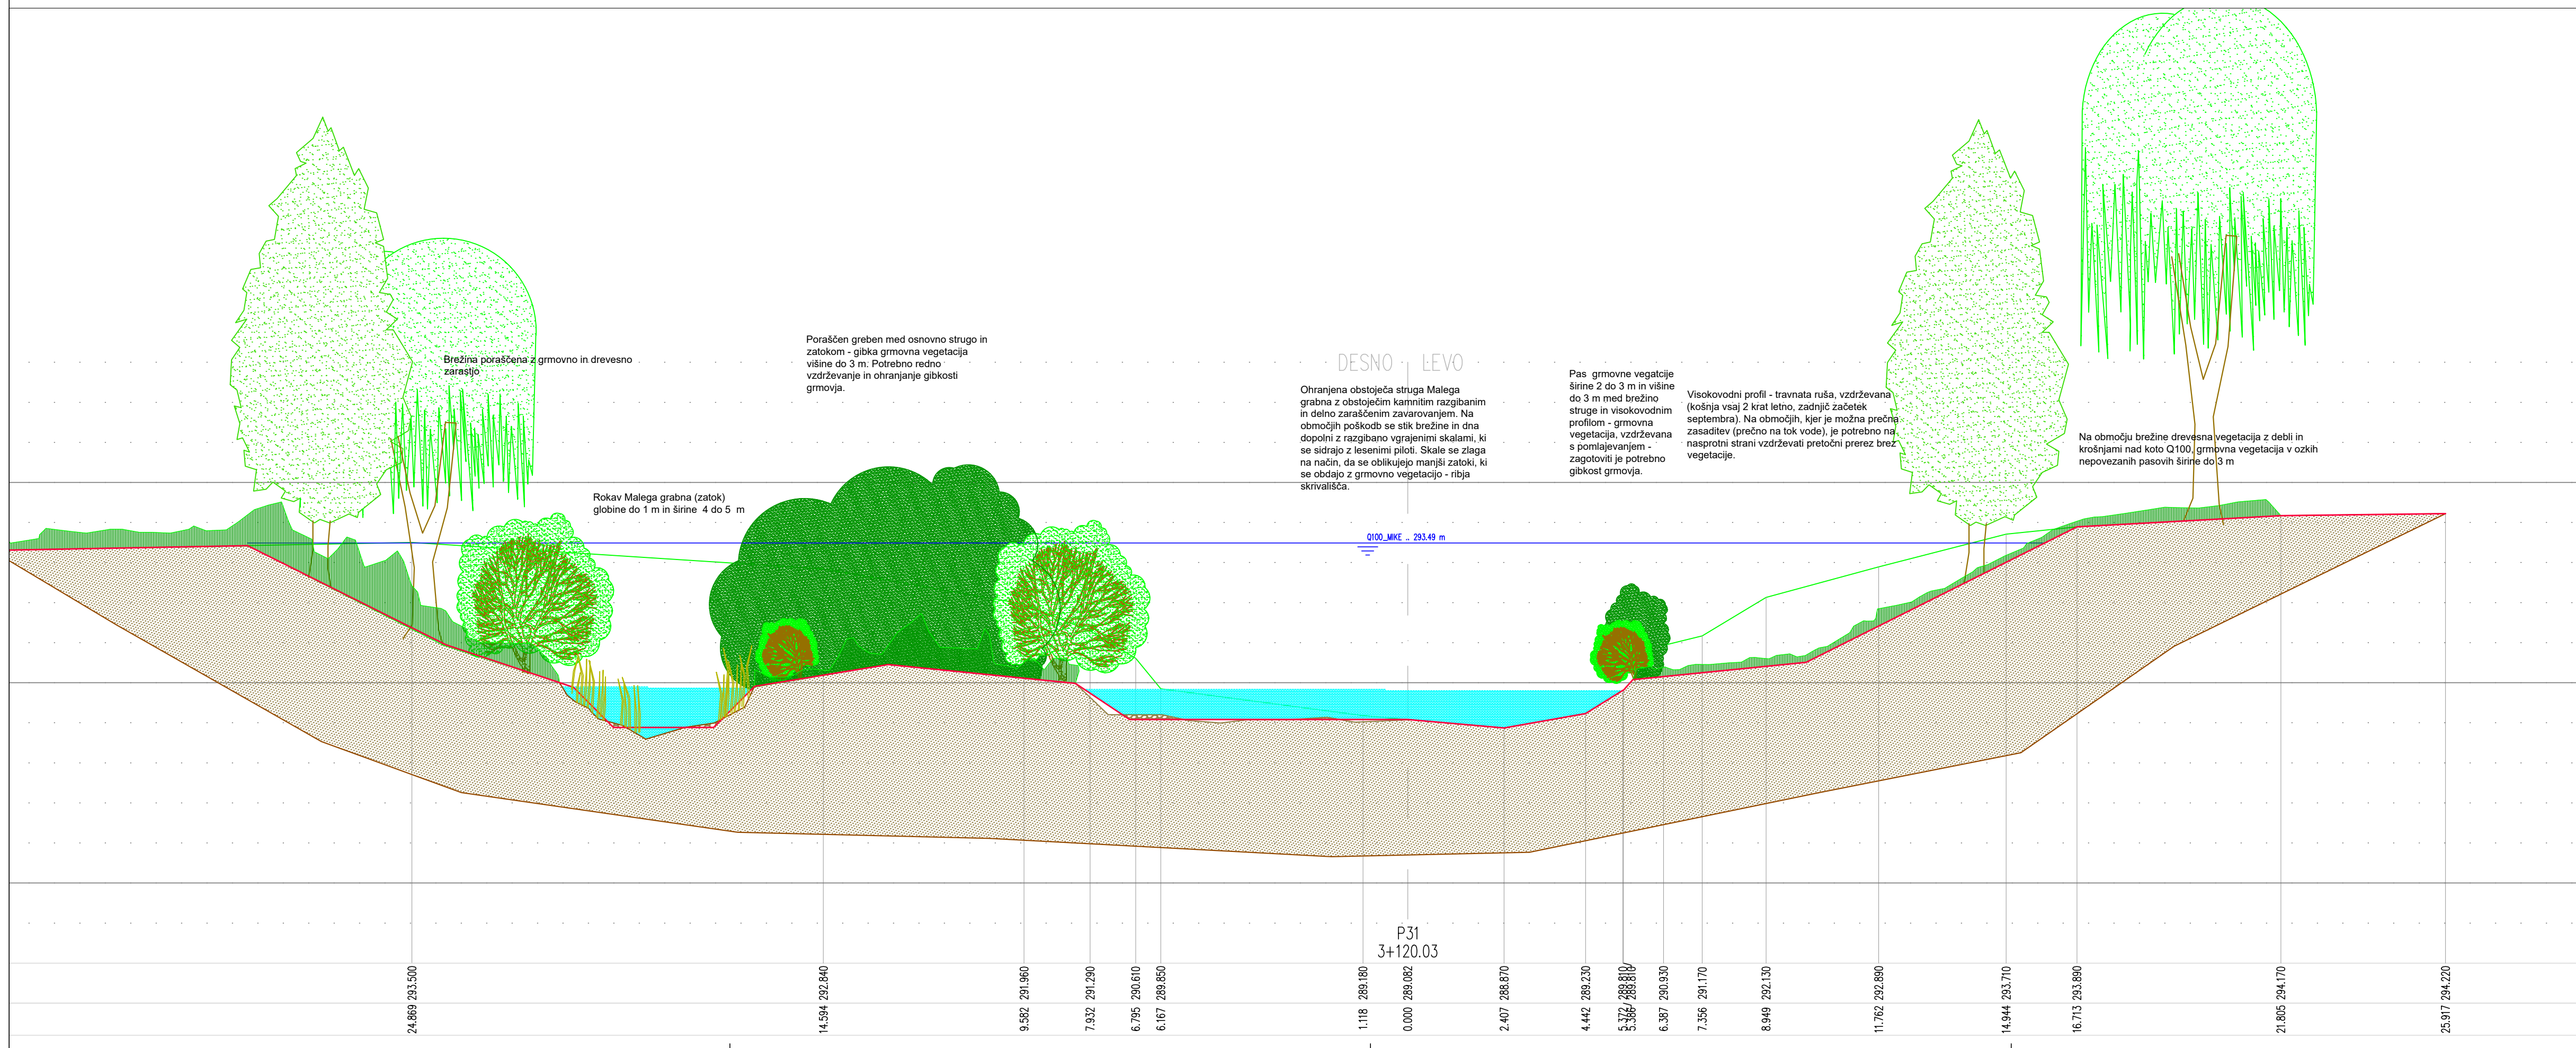 Brežina poraščena z grmovno in drevesno
zarastjo
Poraščen greben med osnovno strugo in
zatokom - gibka grmovna vegetacija
višine do 3 m. Potrebno redno
vzdrževanje in ohranjanje gibkosti
grmovja.
Rokav Malega grabna (zatok)
globine do 1 m in širine  4 do 5  m
DESNO
LEVO
Ohranjena obstoječa struga Malega
grabna z obstoječim kamnitim razgibanim
in delno zaraščenim zavarovanjem. Na
območjih poškodb se stik brežine in dna
dopolni z razgibano vgrajenimi skalami, ki
se sidrajo z lesenimi piloti. Skale se zlaga
na način, da se oblikujejo manjši zatoki, ki
se obdajo z grmovno vegetacijo - ribja
skrivališča.
Pas  grmovne vegatcije
širine 2 do 3 m in višine
do 3 m med brežino
struge in visokovodnim
profilom - grmovna
vegetacija, vzdrževana
s pomlajevanjem -
zagotoviti je potrebno
gibkost grmovja.
Visokovodni profil - travnata ruša, vzdrževana
(košnja vsaj 2 krat letno, zadnjič začetek
septembra). Na območjih, kjer je možna prečna
zasaditev (prečno na tok vode), je potrebno na
nasprotni strani vzdrževati pretočni prerez brez
vegetacije.
Na območju brežine drevesna vegetacija z debli in
krošnjami nad koto Q100, grmovna vegetacija v ozkih
nepovezanih pasovih širine do 3 m
Q100_MIKE .. 293.49 m
P31
3+120.03
24.869 293.500
14.594 292.840
9.582 291.960
7.932 291.290
6.795 290.610
6.167 289.850
1.118 289.180
0.000 289.082
2.407 288.870
4.442 289.230
5.372 289.810
289.810
6.387 290.930
7.356 291.170
8.949 292.130
11.762 292.890
14.944 293.710
16.713 293.890
21.805 294.170
25.917 294.220